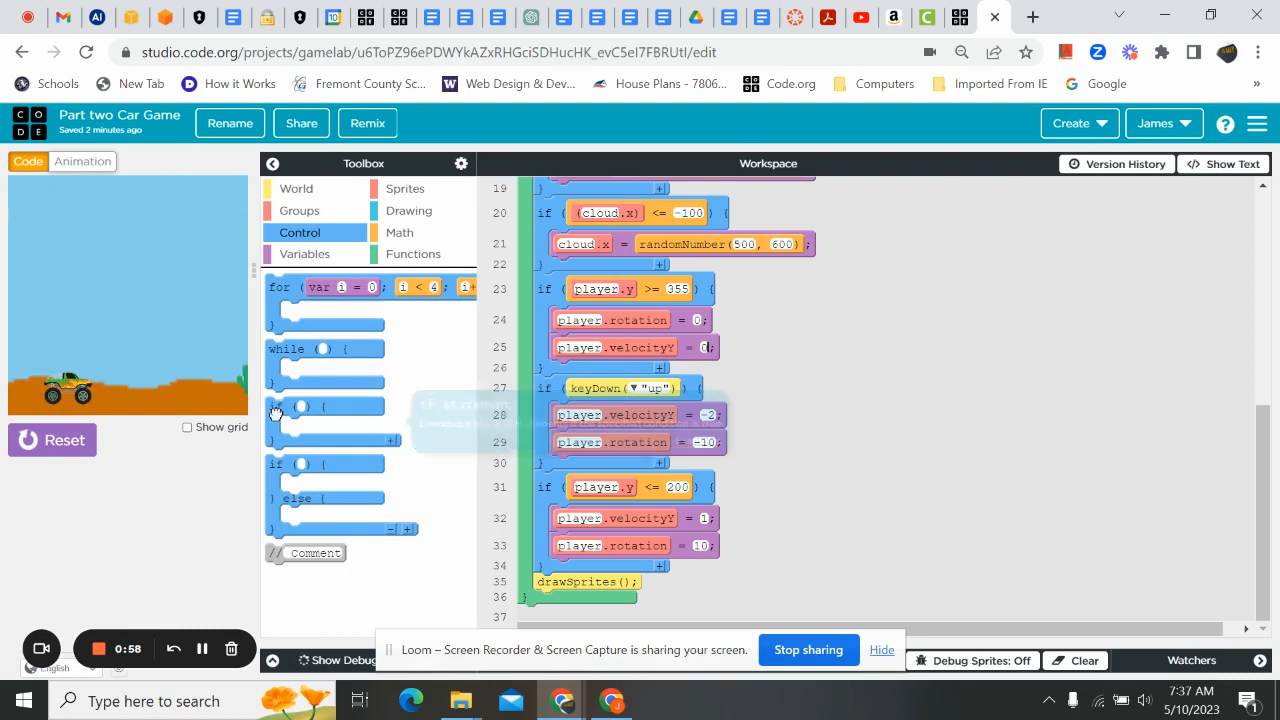 studio.code.org/projects/gamelab/u6ToPZ96ePDWYkAZxRHGciSDHucHK_evC5eI7FBRUtI/edit
Schools
New Tab
How it Works
Fremont County Sc...
Web Design & Dev...
House Plans - 7806...
Code.org
Computers
Imported From IE
Google
»
CO
DE
Part two Car Game
Saved 2 minutes ago
Rename
Share
Remix
Create
James
Code
Animation
Toolbox
Workspace
Version History
</> Show Text
World
Sprites
Groups
Drawing
Control
Math
Variables
Functions
for ( var i = 0; i < 4; i+
}
while ( ) {
}
if ( ) {
}
if ( ) {
} else {
}
// Comment
Reset
Show grid
19 }
20 if ( (cloud.x) <= -100 ) {
21 cloud.x = randomNumber(500, 600) ;
22 }
23 if ( player.y >= 355 ) {
24 player.rotation = 0;
25 player.velocityY = 0;
26 }
27 if ( keyDown( "up") ) {
28 player.velocityY = -2;
29 player.rotation = -10;
30 }
31 if ( player.y <= 200 ) {
32 player.velocityY = 1;
33 player.rotation = 10;
34 }
35 drawSprites();
36 }
37
0:58
English
Loom – Screen Recorder & Screen Capture is sharing your screen.
Stop sharing
Hide
Show Debu
Debug Sprites: Off
Clear
Watchers
Type here to search
7:37 AM
5/10/2023
1